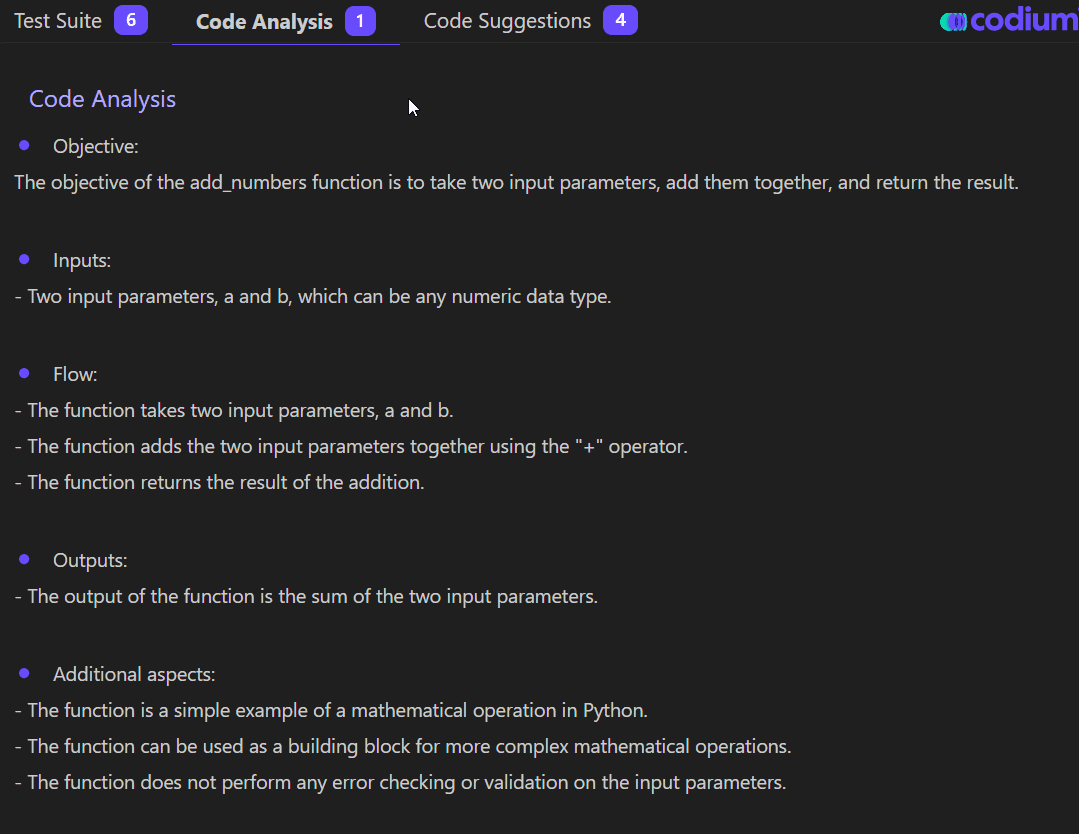 Test Suite 6 Code Analysis 1 Code Suggestions 4 codium
Code Analysis
Objective:
The objective of the add_numbers function is to take two input parameters, add them together, and return the result.
Inputs:
- Two input parameters, a and b, which can be any numeric data type.
Flow:
- The function takes two input parameters, a and b.
- The function adds the two input parameters together using the "+" operator.
- The function returns the result of the addition.
Outputs:
- The output of the function is the sum of the two input parameters.
Additional aspects:
- The function is a simple example of a mathematical operation in Python.
- The function can be used as a building block for more complex mathematical operations.
- The function does not perform any error checking or validation on the input parameters.